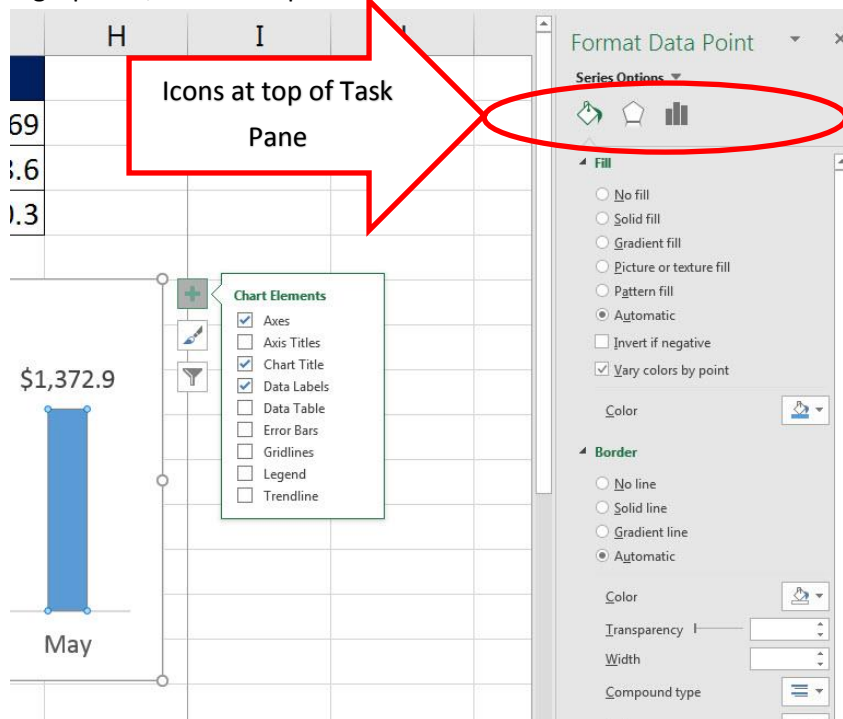 H
I
69
.6
.3
Icons at top of Task
Pane
$1,372.9
May
Chart Elements
Axes
Axis Titles
Chart Title
Data Labels
Data Table
Error Bars
Gridlines
Legend
Trendline
Format Data Point
Series Options
Fill
No fill
Solid fill
Gradient fill
Picture or texture fill
Pattern fill
Automatic
Invert if negative
Vary colors by point
Color
Border
No line
Solid line
Gradient line
Automatic
Color
Transparency
Width
Compound type